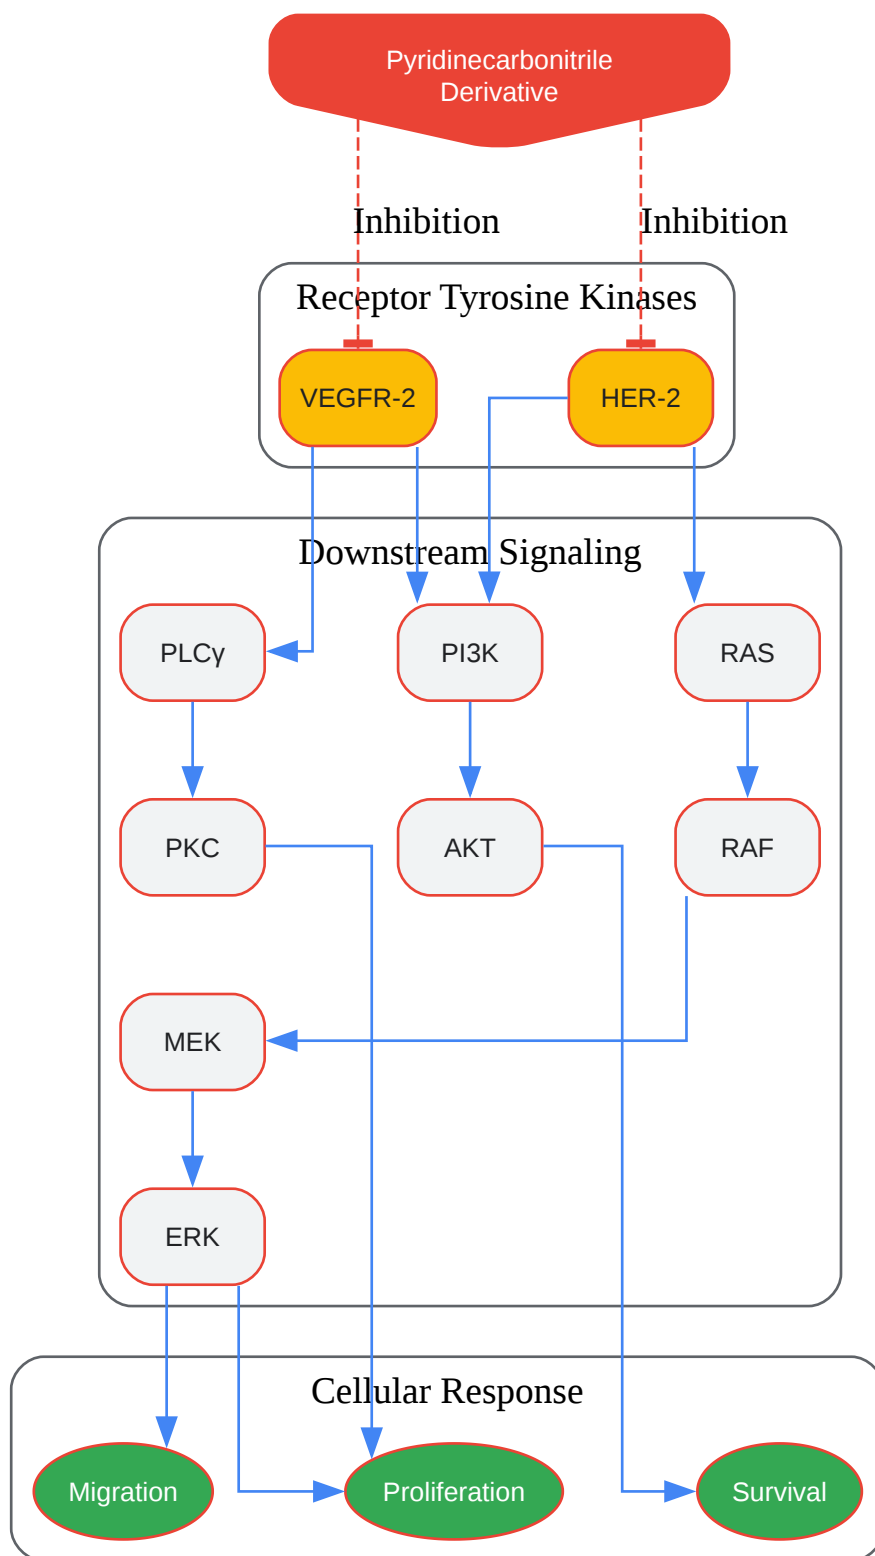 Pyridinecarbonitrile
Derivative
Inhibition
Inhibition
Receptor Tyrosine Kinases
VEGFR-2
HER-2
Downstream Signaling
PLCγ
PI3K
RAS
PKC
AKT
RAF
MEK
ERK
Cellular Response
Migration
Proliferation
Survival